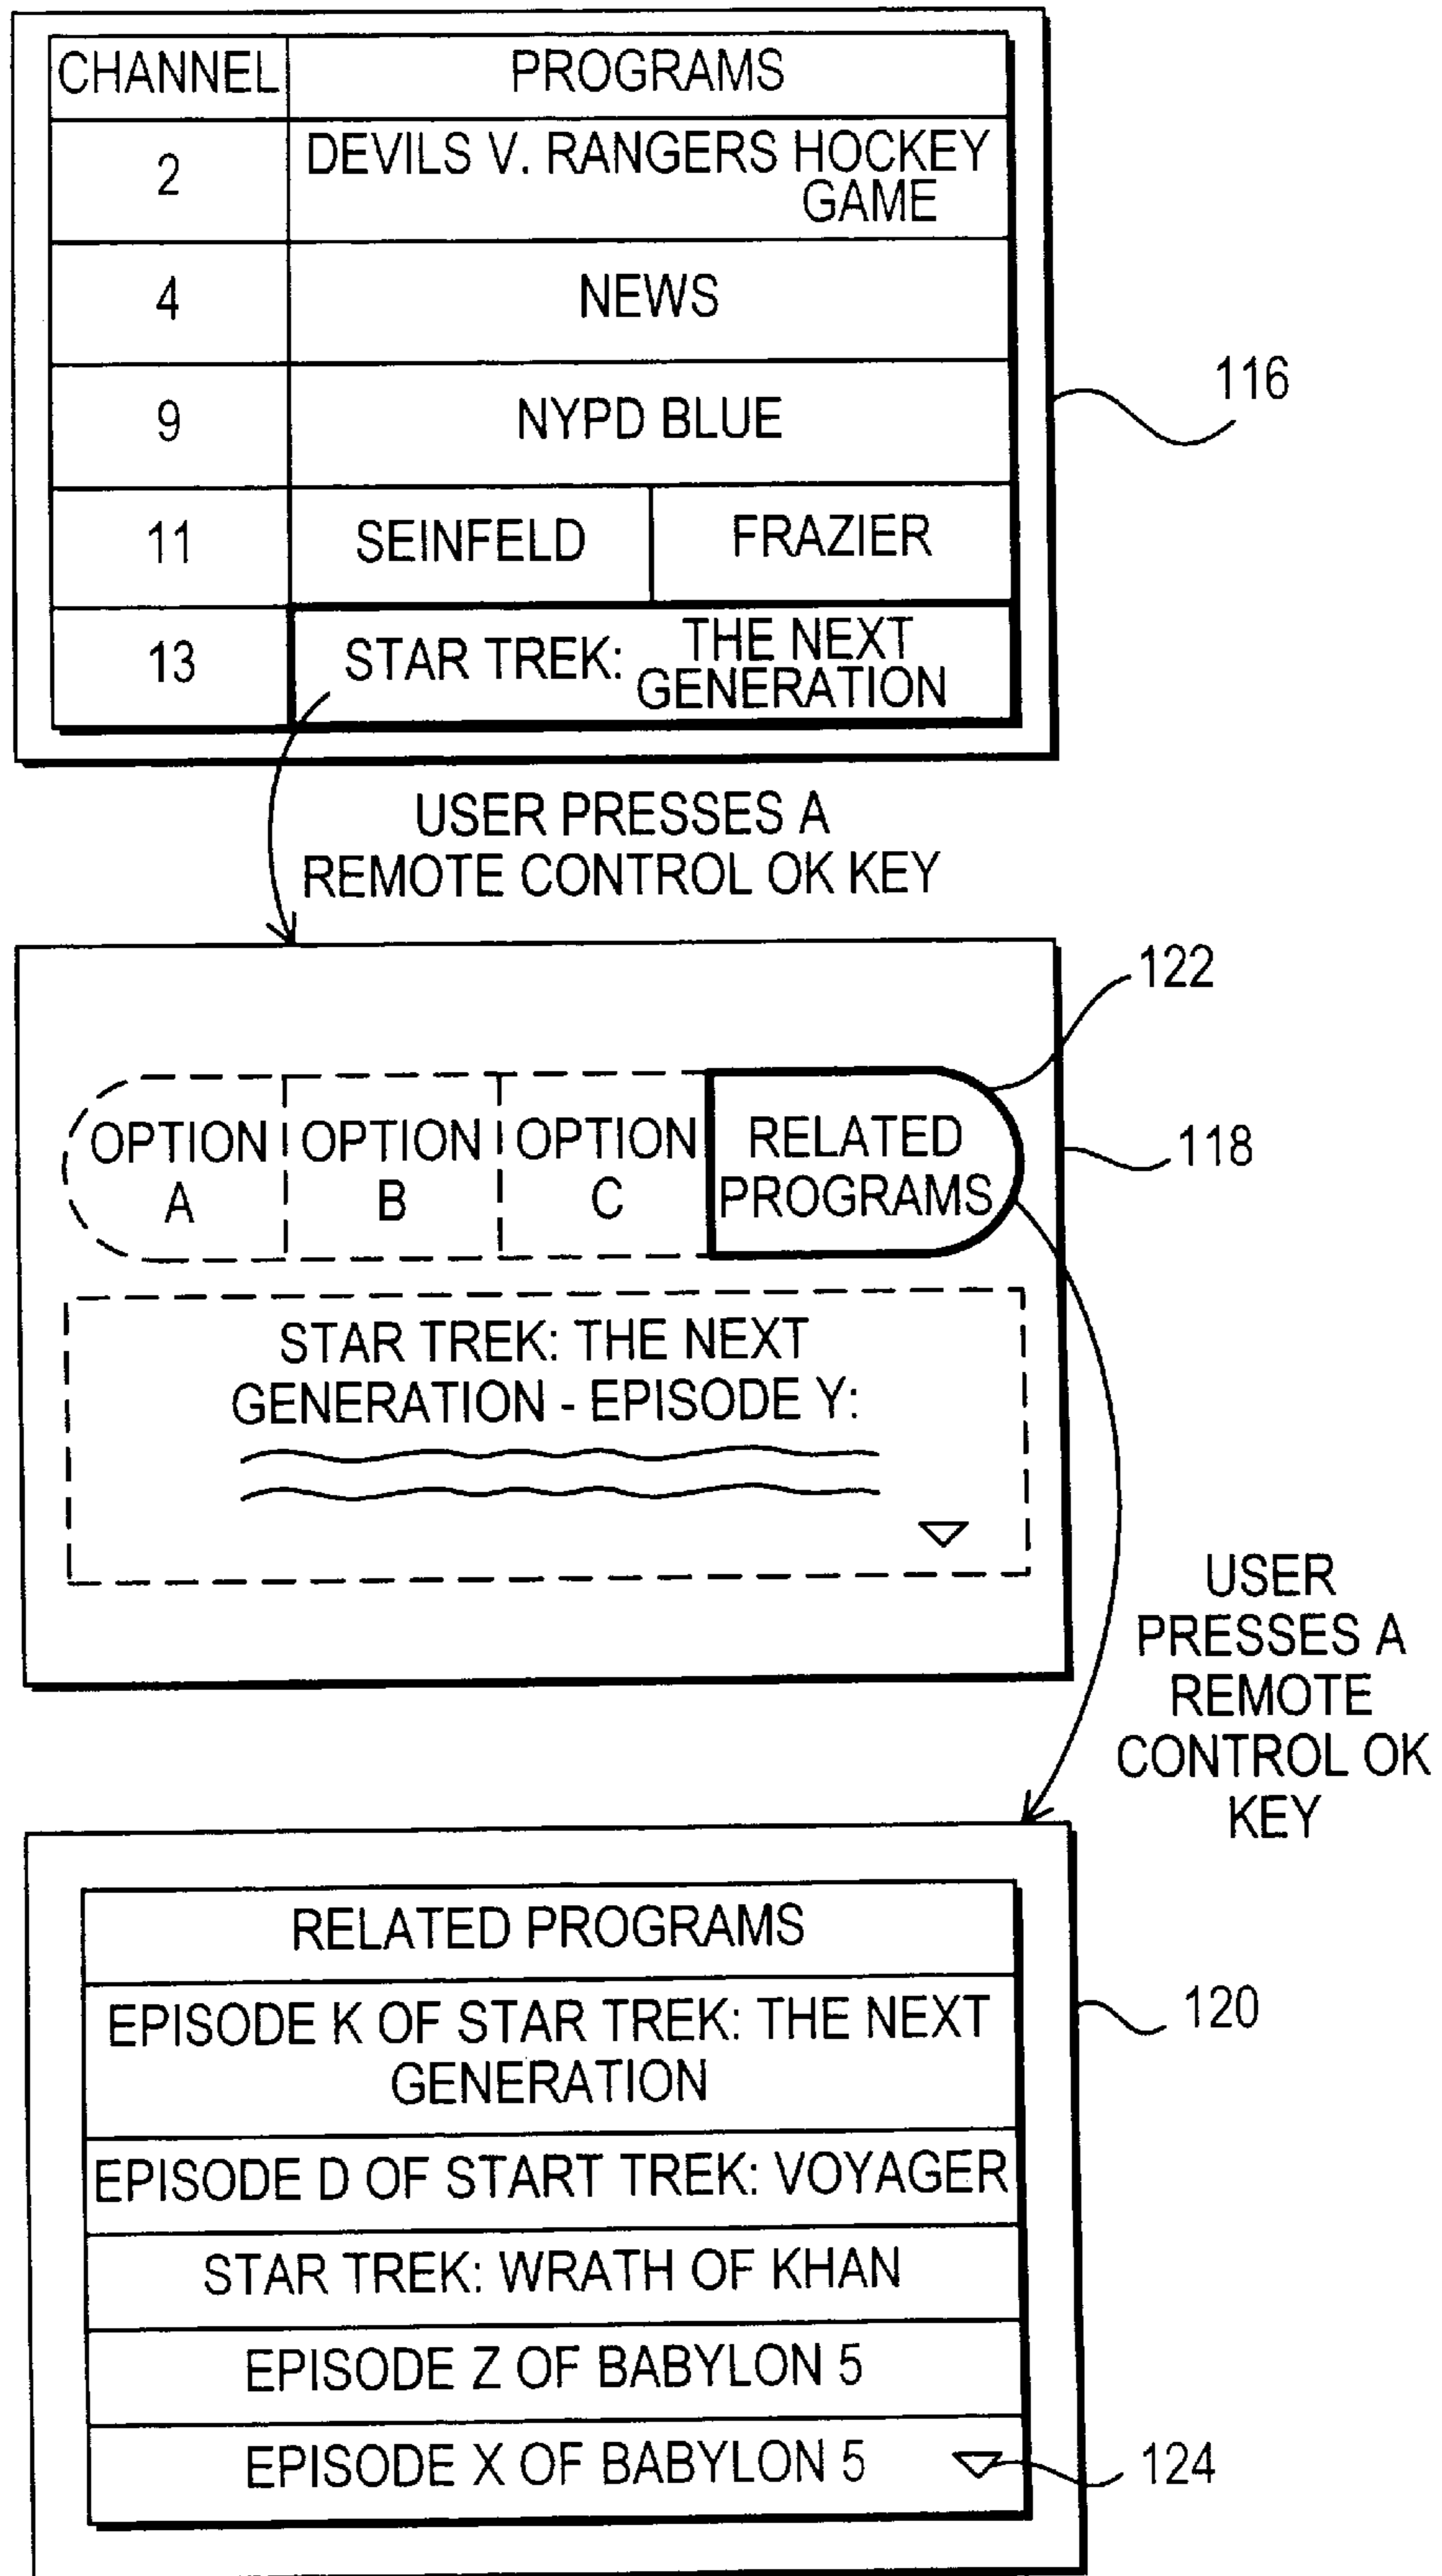 CHANNEL PROGRAMS
2 DEVILS V. RANGERS HOCKEY
GAME
4 NEWS
9 NYPD BLUE
116
11 SEINFELD FRAZIER
13 STAR TREK: THE NEXT
GENERATION
USER PRESSES A
REMOTE CONTROL OK KEY
122
OPTION A
OPTION B
OPTION C
RELATED
PROGRAMS
118
STAR TREK: THE NEXT
GENERATION - EPISODE Y:
USER
PRESSES A
REMOTE
CONTROL OK
KEY
RELATED PROGRAMS
EPISODE K OF STAR TREK: THE NEXT
GENERATION
120
EPISODE D OF START TREK: VOYAGER
STAR TREK: WRATH OF KHAN
EPISODE Z OF BABYLON 5
EPISODE X OF BABYLON 5
124